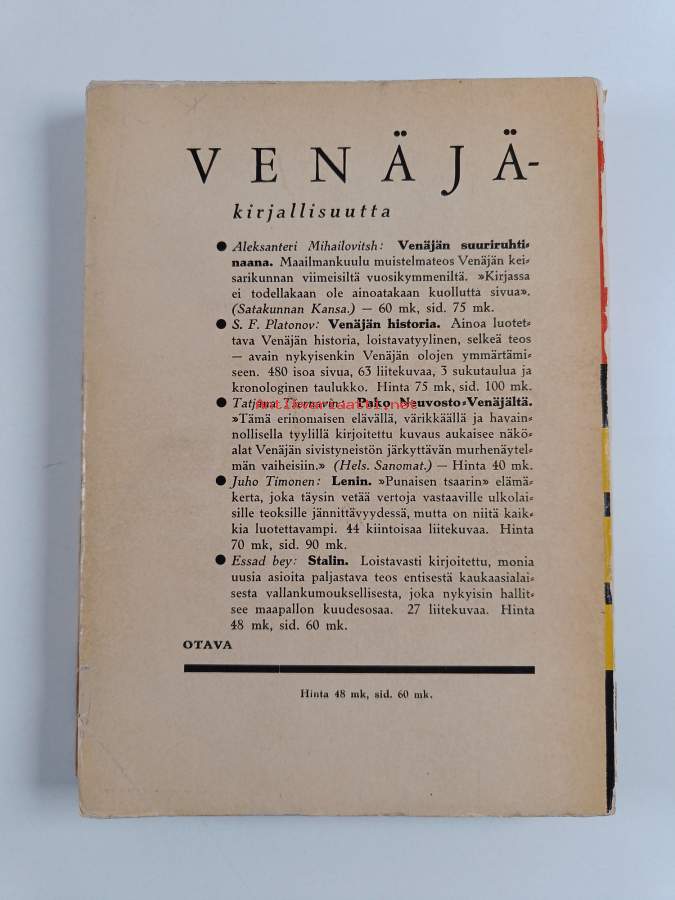 VENÄJÄ-
kirjallisuutta
● Aleksanteri Mihailovitsh: Venäjän suuriruhti-
naana. Maailmankuulu muistelmateos Venäjän kei-
sarikunnan viimeisiltä vuosikymmeniltä. »Kirjassa
ei todellakaan ole ainoatakaan kuollutta sivua».
(Satakunnan Kansa.) — 60 mk, sid. 75 mk.
● S. F. Platonov: Venäjän historia. Ainoa luotet-
tava Venäjän historia, loistavatyylinen, selkeä teos
— avain nykyisenkin Venäjän olojen ymmärtämi-
seen. 480 isoa sivua, 63 liitekuvaa, 3 sukutaulua ja
kronologinen taulukko. Hinta 75 mk, sid. 100 mk.
● Tatjana Pako Neuvosto-Venäjältä.
Antikvariaatti.net
»Tämä erinomaisen elävällä, värikkäällä ja havain-
nollisella tyylillä kirjoitettu kuvaus aukaisee näkö-
alat Venäjän sivistyneistön järkyttävän murhenäytel-
män vaiheisiin.» (Hels. Sanomat.) — Hinta 40 mk.
● Juho Timonen: Lenin. »Punaisen tsaarin» elämä-
kerta, joka täysin vetää vertoja vastaaville ulkolai-
sille teoksille jännittävyydessä, mutta on niitä kaik-
kia luotettavampi. 44 kiintoisaa liitekuvaa. Hinta
70 mk, sid. 90 mk.
● Essad bey: Stalin. Loistavasti kirjoitettu, monia
uusia asioita paljastava teos entisestä kaukaasialai-
sesta vallankumouksellisesta, joka nykyisin hallit-
see maapallon kuudesosaa. 27 liitekuvaa. Hinta
48 mk, sid. 60 mk.
OTAVA
Hinta 48 mk, sid. 60 mk.